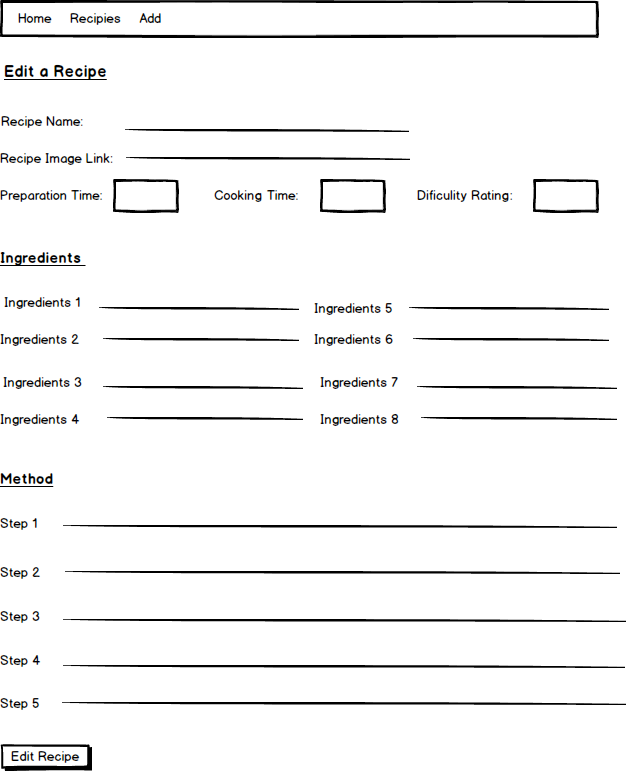 Home Recipies Add
Edit a Recipe
Recipe Name:
Recipe Image Link:
Preparation Time: Cooking Time: Dificulity Rating:
Ingredients
Ingredients 1 Ingredients 5
Ingredients 2 Ingredients 6
Ingredients 3 Ingredients 7
Ingredients 4 Ingredients 8
Method
Step 1
Step 2
Step 3
Step 4
Step 5
Edit Recipe